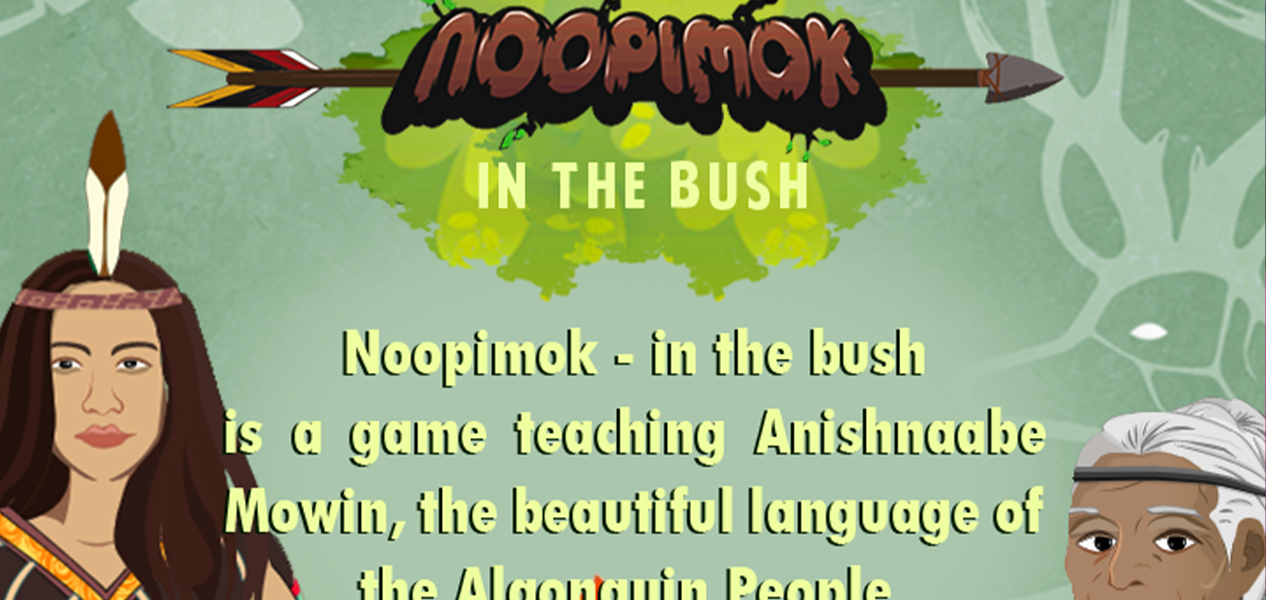 NOOPIMOK
IN THE BUSH
Noopimok - in the bush
is a game teaching Anishnaabe
Mowin, the beautiful language of
the Algonquin People